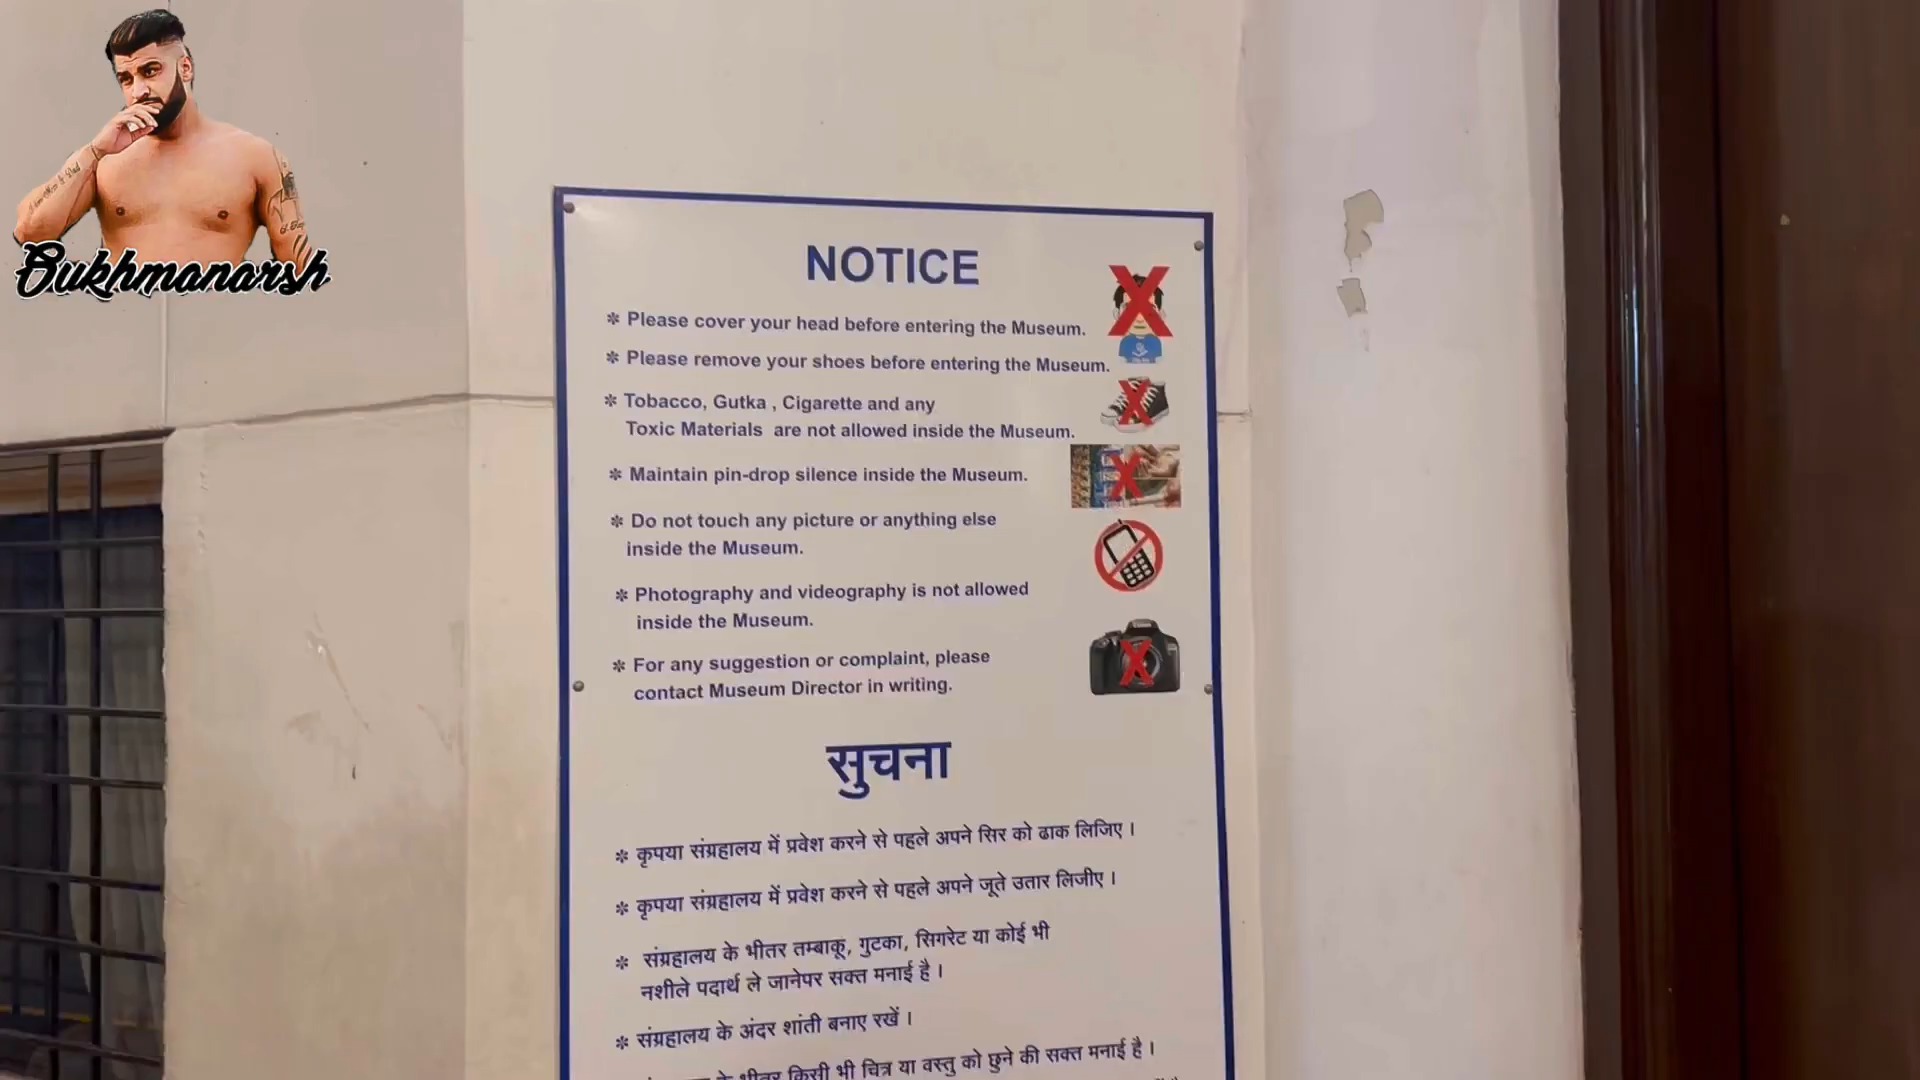 Sukhmanarsh
NOTICE
✻ Please cover your head before entering the Museum.
✻ Please remove your shoes before entering the Museum.
✻ Tobacco, Gutka , Cigarette and any
Toxic Materials are not allowed inside the Museum.
✻ Maintain pin-drop silence inside the Museum.
✻ Do not touch any picture or anything else
inside the Museum.
✻ Photography and videography is not allowed
inside the Museum.
✻ For any suggestion or complaint, please
contact Museum Director in writing.
सुचना
✻ कृपया संग्रहालय में प्रवेश करने से पहले अपने सिर को ढाक लिजिए ।
✻ कृपया संग्रहालय में प्रवेश करने से पहले अपने जूते उतार लिजीए ।
✻ संग्रहालय के भीतर तम्बाकू, गुटका, सिगरेट या कोई भी
नशीले पदार्थ ले जानेपर सक्त मनाई है ।
✻ संग्रहालय के अंदर शांती बनाए रखें ।
के भीतर किसी भी चित्र या वस्तु को छुने की सक्त मनाई है ।